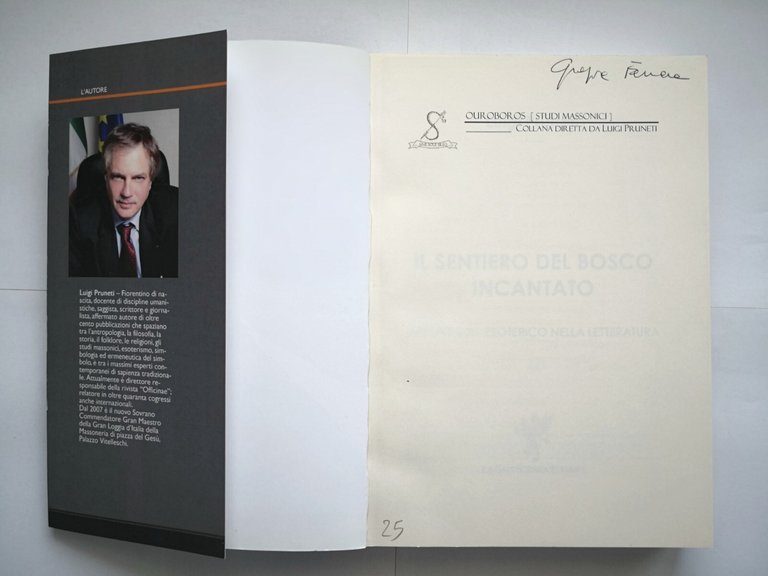 L'AUTORE
Luigi Pruneti – Fiorentino di na-
scita, docente di discipline umani-
stiche, saggista, scrittore e giorna-
lista, affermato autore di oltre
cento pubblicazioni che spaziano
tra l'antropologia, la filosofia, la
storia, il folklore, le religioni, gli
studi massonici, esoterismo, sim-
bologia ed ermeneutica del sim-
bolo, e tra i massimi esperti con-
temporanei di sapienza tradiziona-
le. Attualmente è direttore re-
sponsabile della rivista "Officinae";
relatore in oltre quaranta cogressi
anche internazionali.
Dal 2007 è il nuovo Sovrano
Commendatore Gran Maestro
della Gran Loggia d'Italia della
Massoneria di piazza del Gesù,
Palazzo Vitelleschi.
OUROBOROS [ STUDI MASSONICI ]
COLLANA DIRETTA DA LUIGI PRUNETI
IL SENTIERO DEL BOSCO
INCANTATO
ESOTERICO NELLA LETTERATURA
25